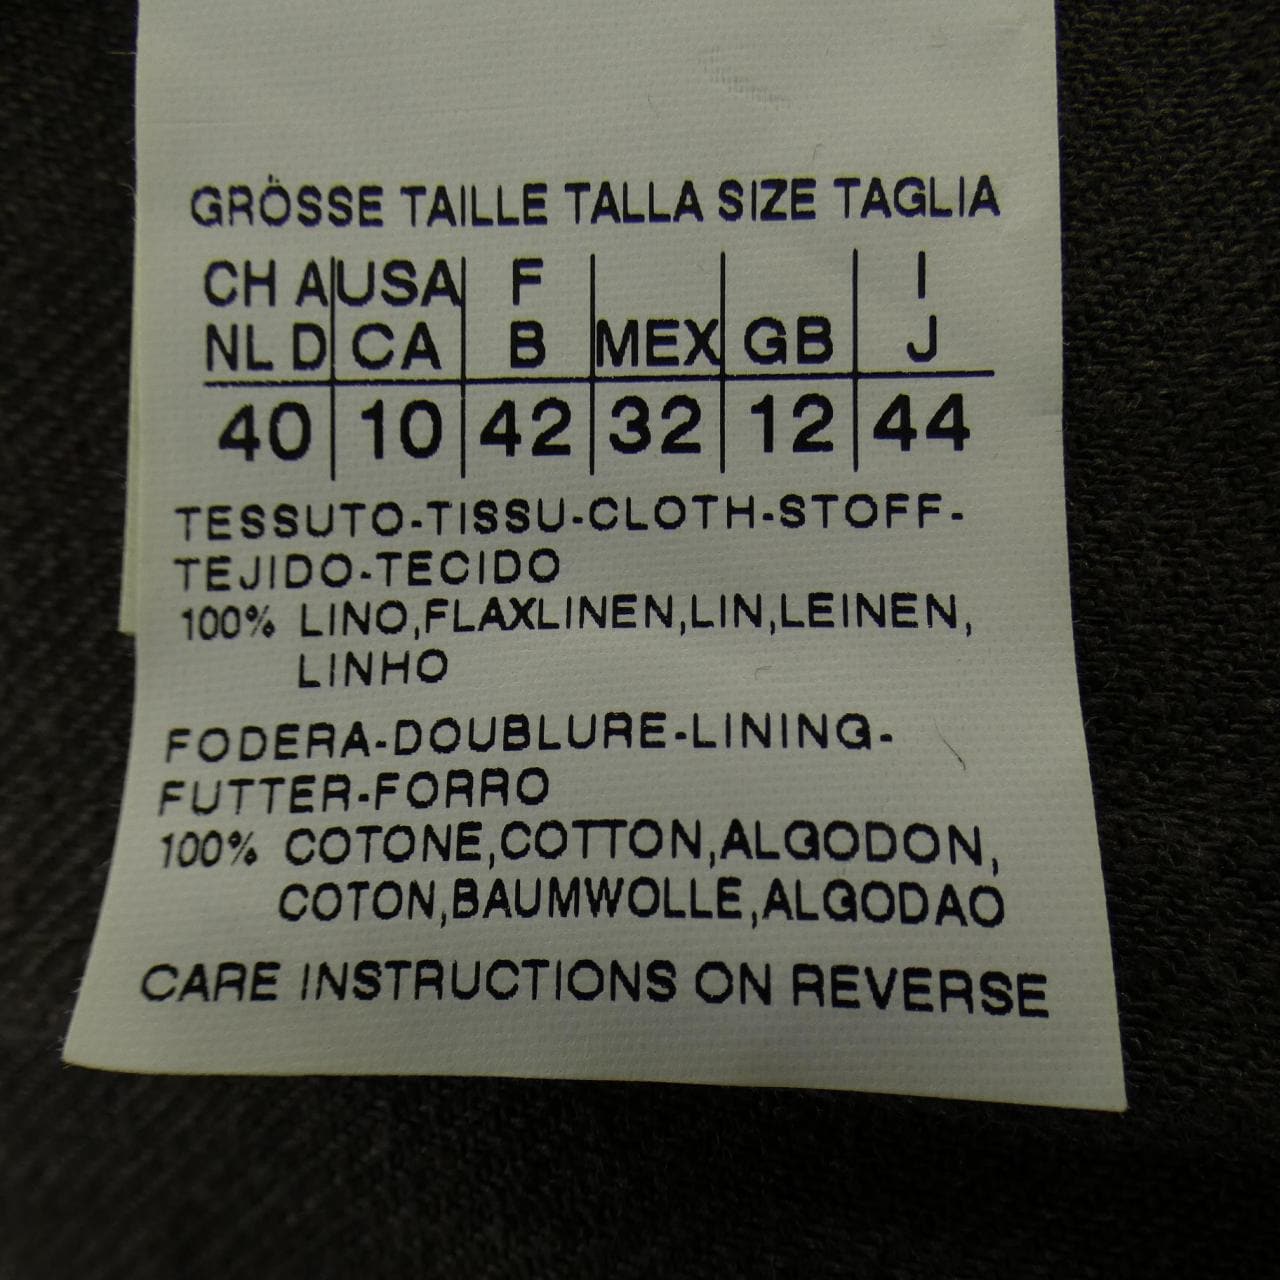 GRÖSSE TAILLE TALLA SIZE TAGLIA
CH A USA F I
NL D CA B MEX GB J
40 10 42 32 12 44
TESSUTO-TISSU-CLOTH-STOFF-
TEJIDO-TECIDO
100% LINO,FLAXLINEN,LIN,LEINEN,
LINHO
FODERA-DOUBLURE-LINING-
FUTTER-FORRO
100% COTONE,COTTON,ALGODON,
COTON,BAUMWOLLE,ALGODAO
CARE INSTRUCTIONS ON REVERSE